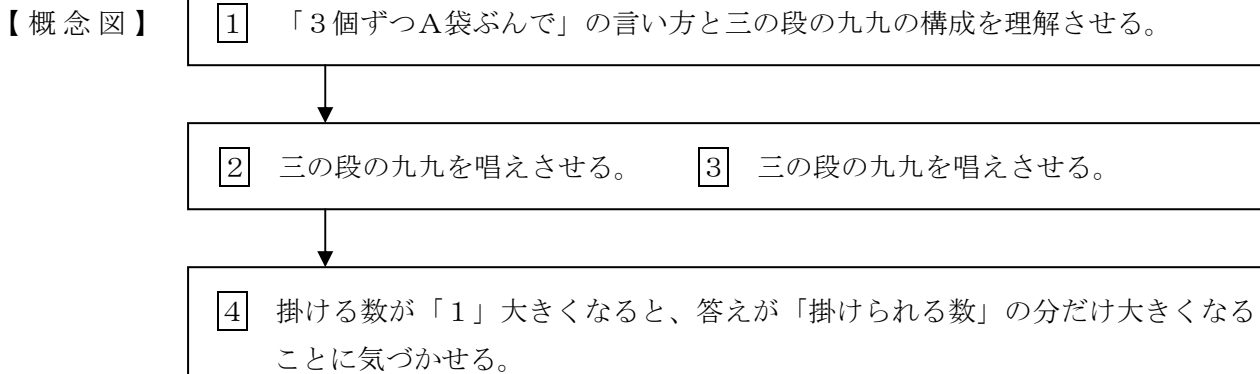 【概念図】
1 「３個ずつＡ袋ぶんで」の言い方と三の段の九九の構成を理解させる。
2 三の段の九九を唱えさせる。 3 三の段の九九を唱えさせる。
4 掛ける数が「１」大きくなると、答えが「掛けられる数」の分だけ大きくなる
ことに気づかせる。